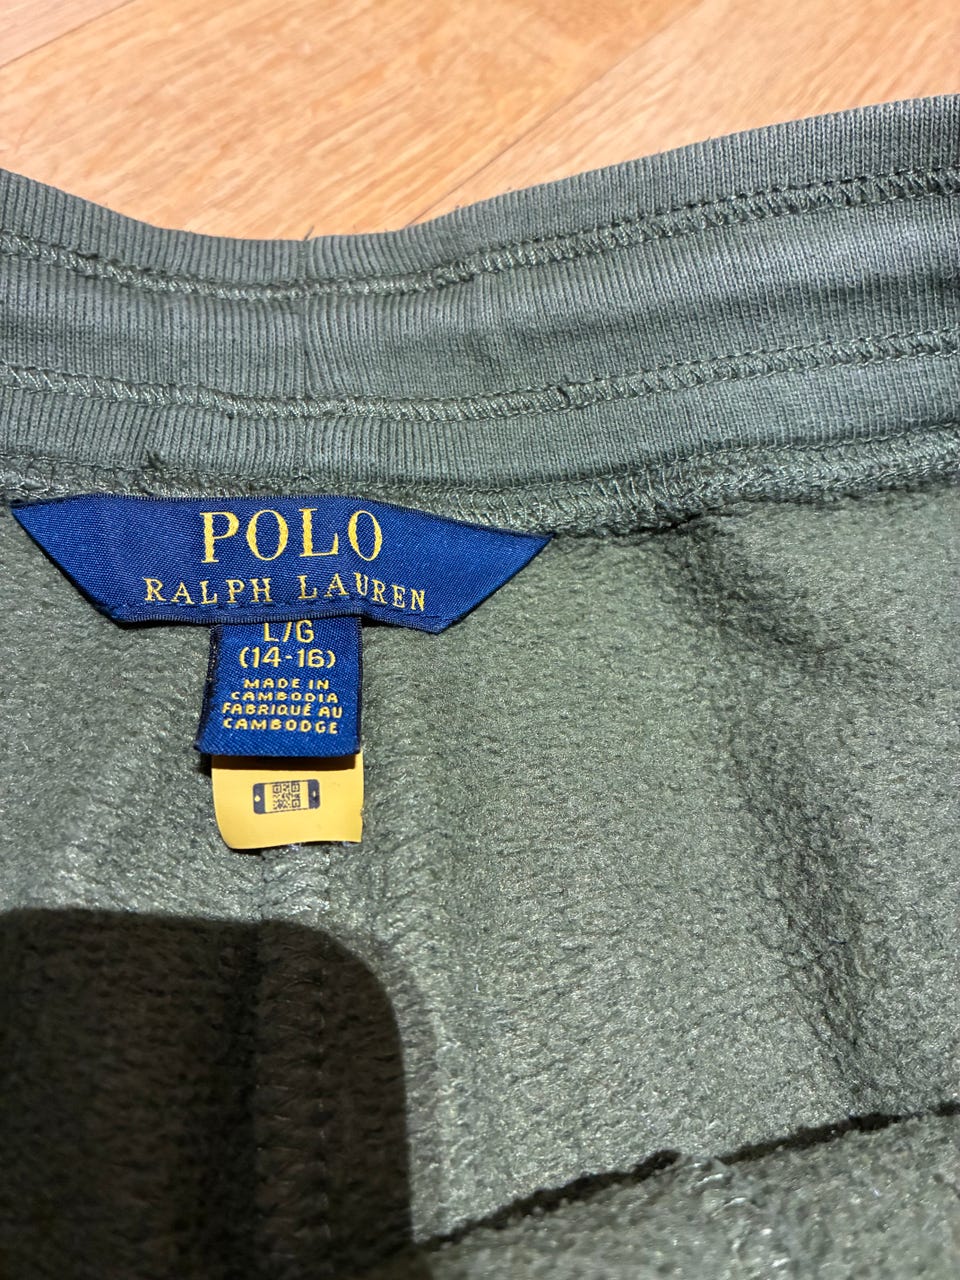 POLO
RALPH LAUREN
L/G
(14-16)
MADE IN
CAMBODIA
FABRIQUÉ AU
CAMBODGE